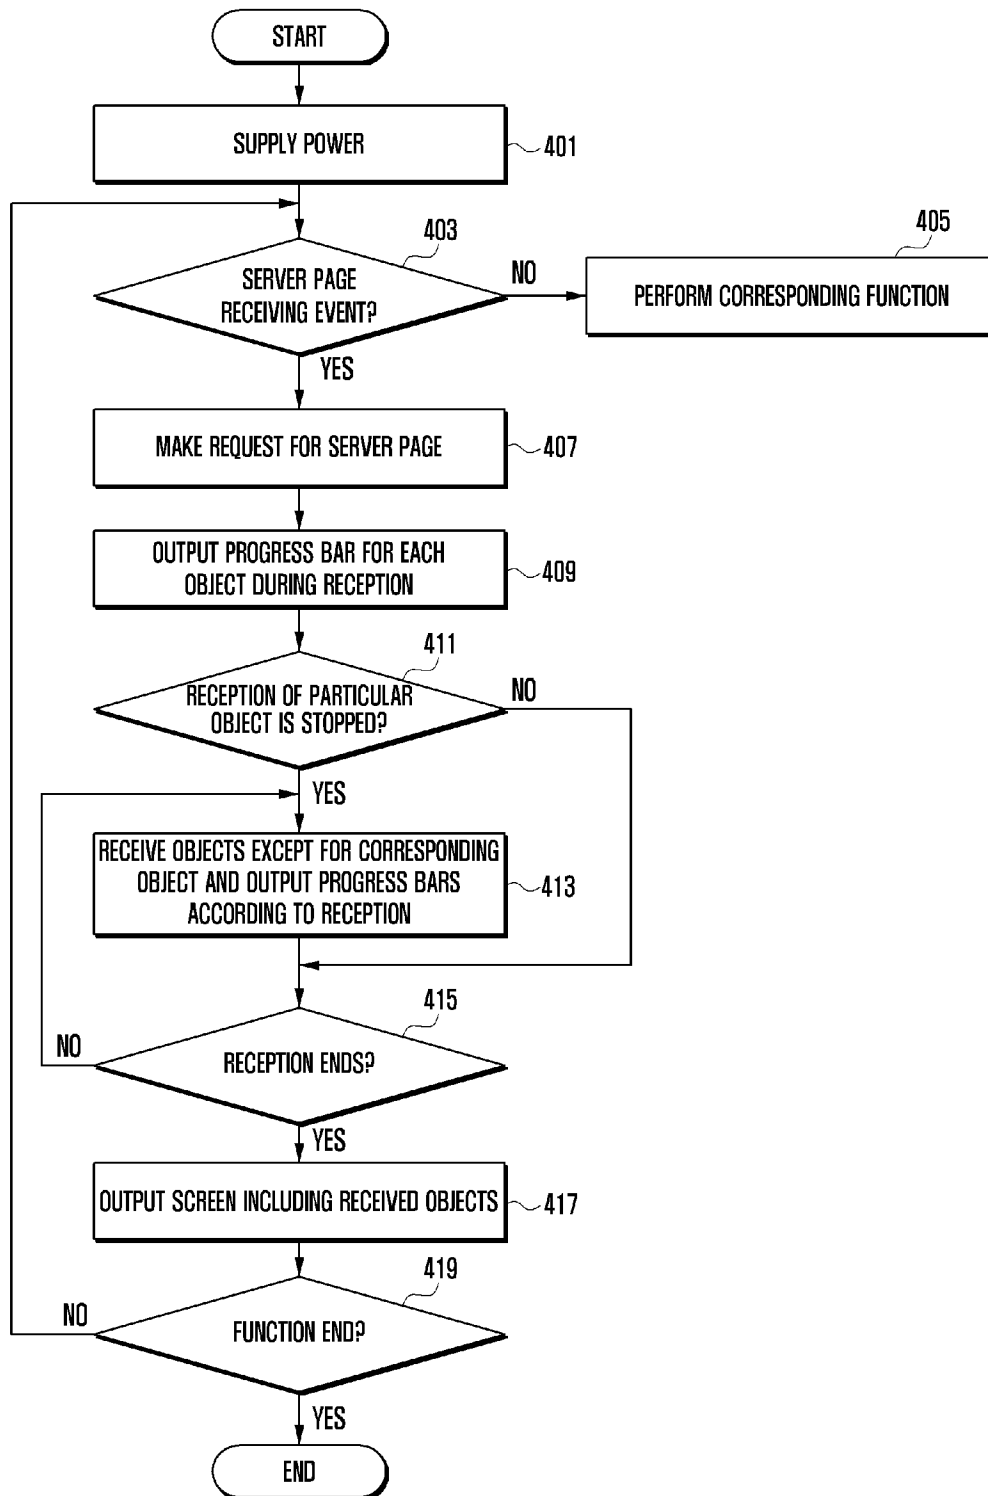 START
SUPPLY POWER
401
403
SERVER PAGE
RECEIVING EVENT?
NO
405
PERFORM CORRESPONDING FUNCTION
YES
MAKE REQUEST FOR SERVER PAGE
407
OUTPUT PROGRESS BAR FOR EACH
OBJECT DURING RECEPTION
409
411
RECEPTION OF PARTICULAR
OBJECT IS STOPPED?
NO
YES
RECEIVE OBJECTS EXCEPT FOR CORRESPONDING
OBJECT AND OUTPUT PROGRESS BARS
ACCORDING TO RECEPTION
413
415
RECEPTION ENDS?
NO
YES
OUTPUT SCREEN INCLUDING RECEIVED OBJECTS
417
419
FUNCTION END?
NO
YES
END